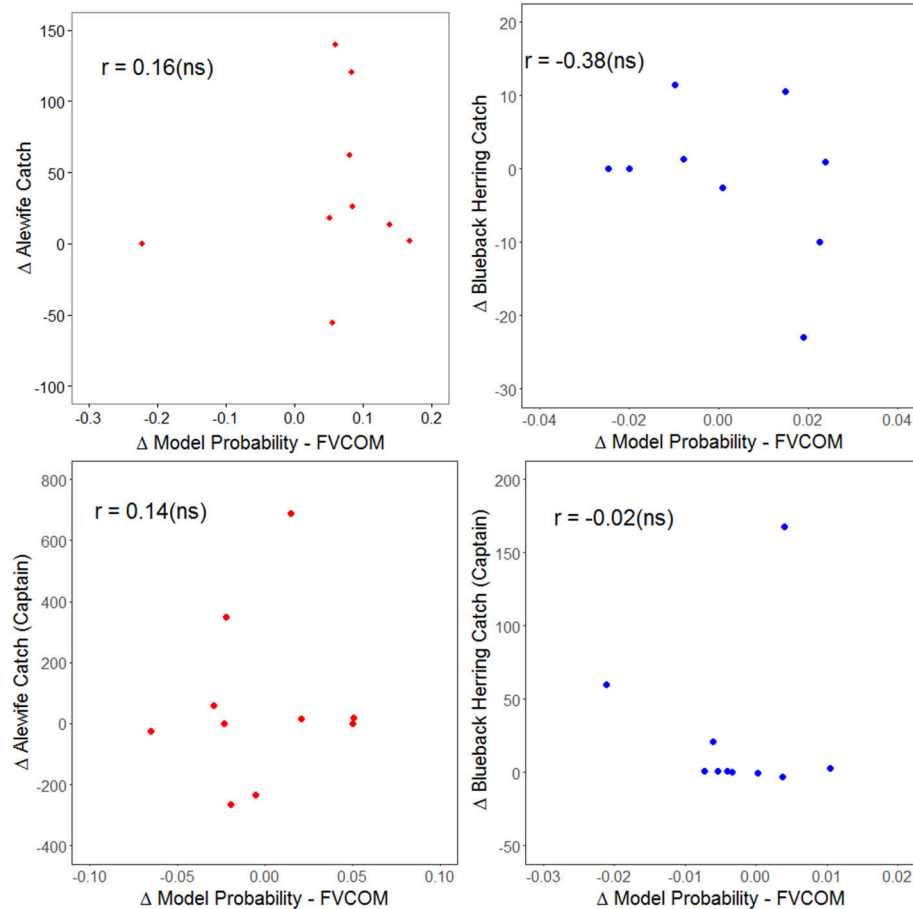 r = 0.16(ns)
Δ Alewife Catch
150
100
50
0
-50
-100
-0.3 -0.2 -0.1 0.0 0.1 0.2
Δ Model Probability - FVCOM
r = -0.38(ns)
Δ Blueback Herring Catch
20
10
0
-10
-20
-30
-0.04 -0.02 0.00 0.02 0.04
Δ Model Probability - FVCOM
r = 0.14(ns)
Δ Alewife Catch (Captain)
800
600
400
200
0
-200
-400
-0.10 -0.05 0.00 0.05 0.10
Δ Model Probability - FVCOM
r = -0.02(ns)
Δ Blueback Herring Catch (Captain)
200
150
100
50
0
-50
-0.03 -0.02 -0.01 0.00 0.01 0.02
Δ Model Probability - FVCOM